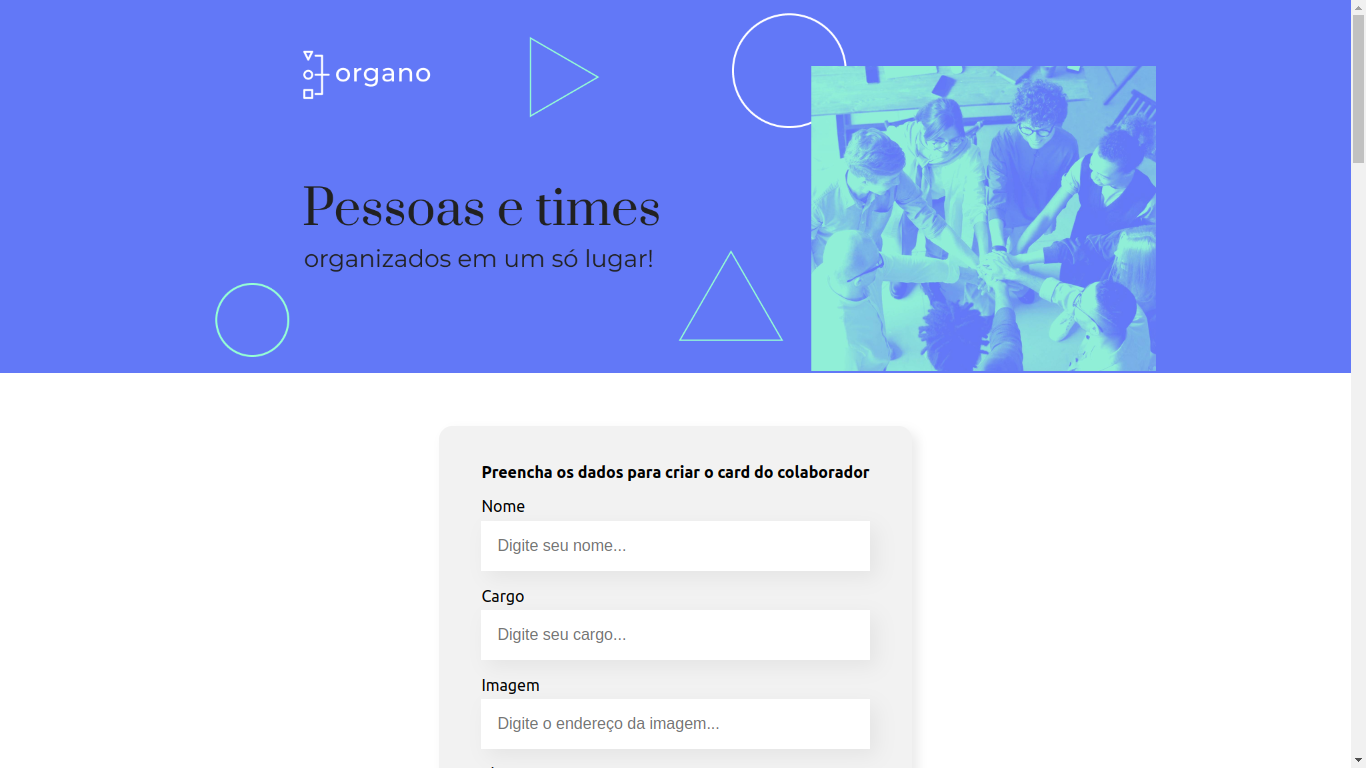 organo
Pessoas e times
organizados em um só lugar!
Preencha os dados para criar o card do colaborador
Nome
Digite seu nome...
Cargo
Digite seu cargo...
Imagem
Digite o endereço da imagem...